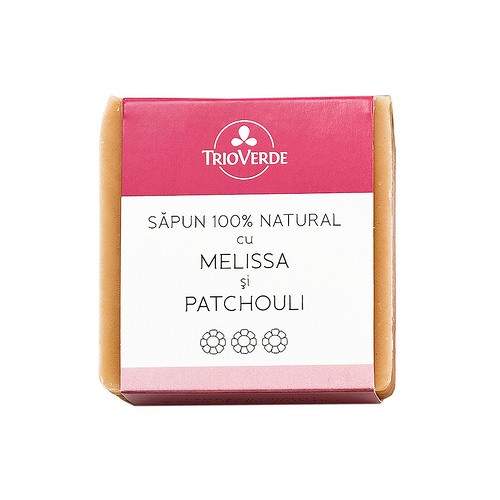 TRIOVERDE
SĂPUN 100% NATURAL
cu
MELISSA
şi
PATCHOULI